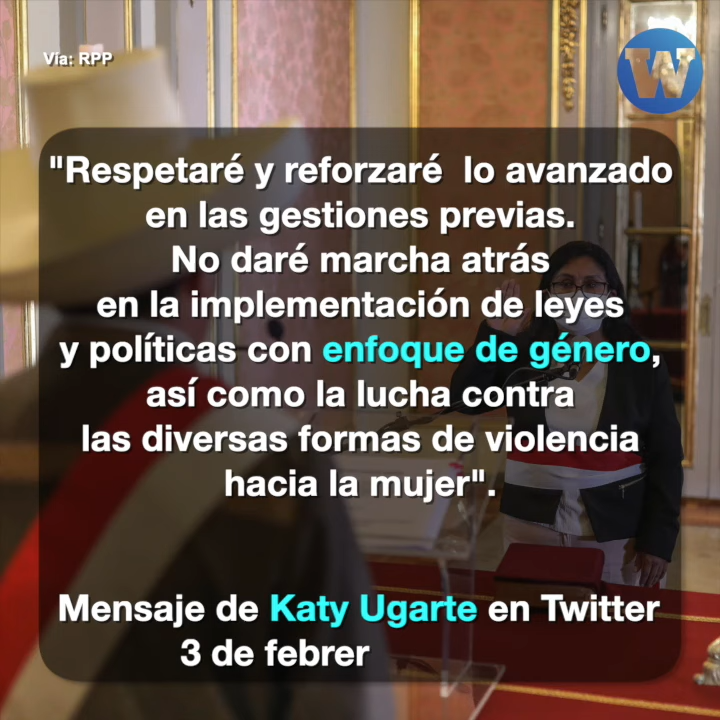 Vía: RPP
W
"Respetaré y reforzaré lo avanzado
en las gestiones previas.
No daré marcha atrás
en la implementación de leyes
y políticas con enfoque de género,
así como la lucha contra
las diversas formas de violencia
hacia la mujer".
Mensaje de Katy Ugarte en Twitter
3 de febrer